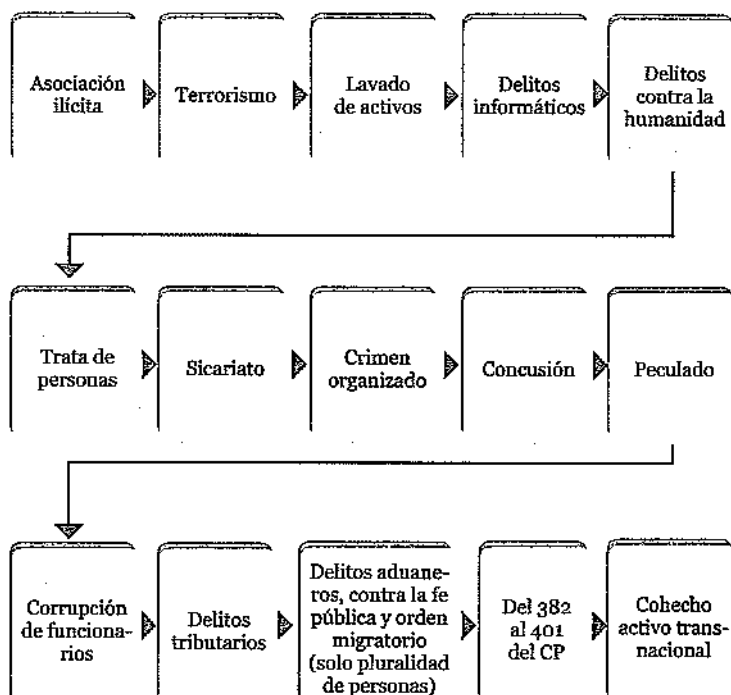 Asociación
ilícita
Terrorismo
Lavado
de activos
Delitos
informáticos
Delitos
contra la
humanidad
Trata de
personas
Sicariato
Crimen
organizado
Concusión
Peculado
Corrupción
de funciona-
rios
Delitos
tributarios
Delitos aduane-
ros, contra la fe
pública y orden
migratorio
(solo pluralidad
de personas)
Del 382
al 401
del CP
Cohecho
activo trans-
nacional